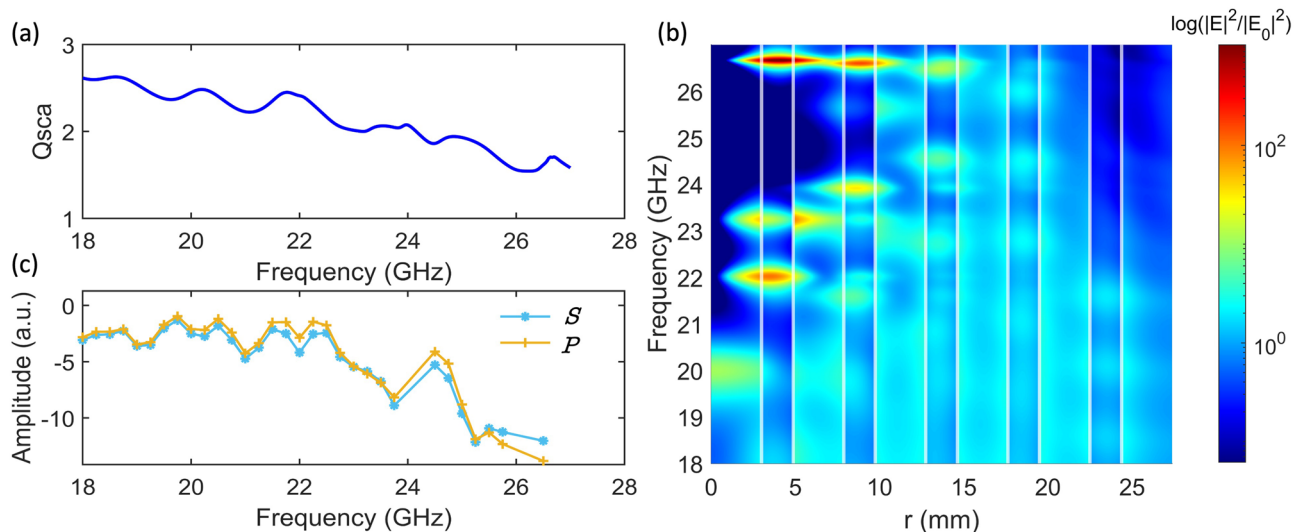 (a)
3
2
1
Qsca
18 20 22 24 26 28
Frequency (GHz)
(c)
0
-5
-10
Amplitude (a.u.)
S
P
18 20 22 24 26 28
Frequency (GHz)
(b)
log(|E|²/|E₀|²)
26
25
24
23
22
21
20
19
18
Frequency (GHz)
0 5 10 15 20 25
r (mm)
10²
10⁰